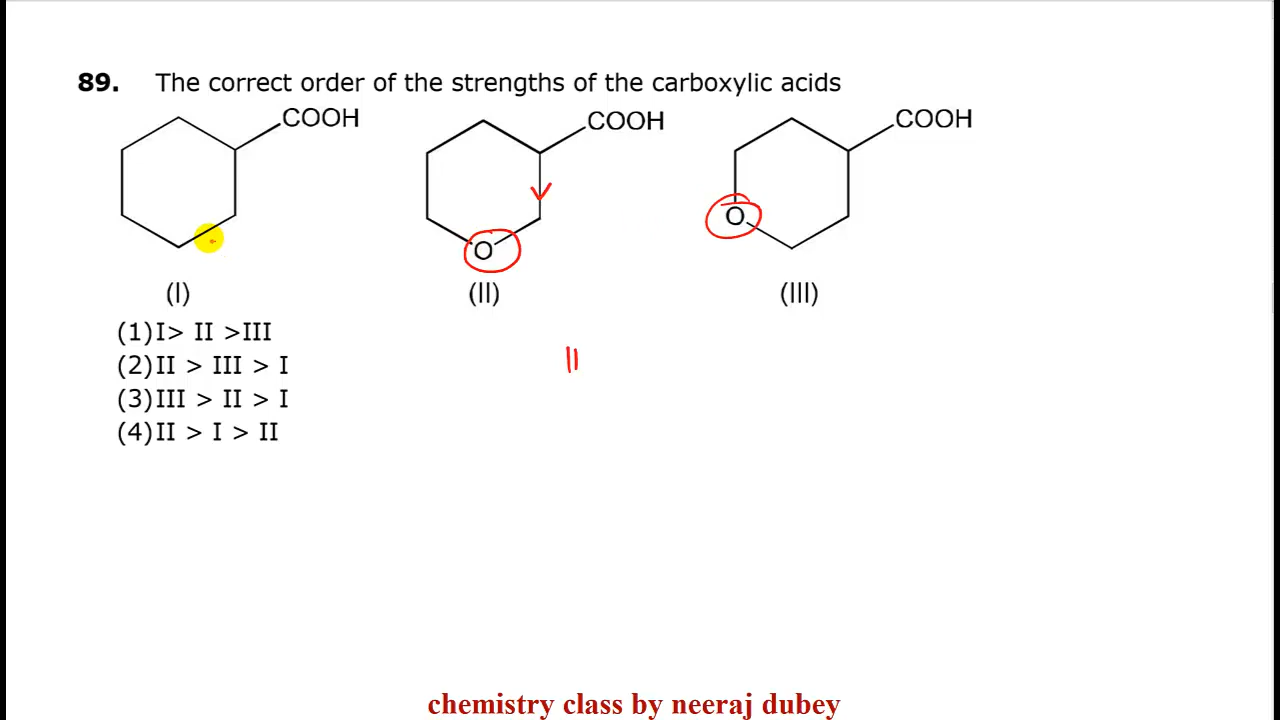 89. The correct order of the strengths of the carboxylic acids
COOH COOH COOH
O O
(I) (II) (III)
(1)I> II >III
(2)II > III > I
(3)III > II > I
(4)II > I > II
II
chemistry class by neeraj dubey